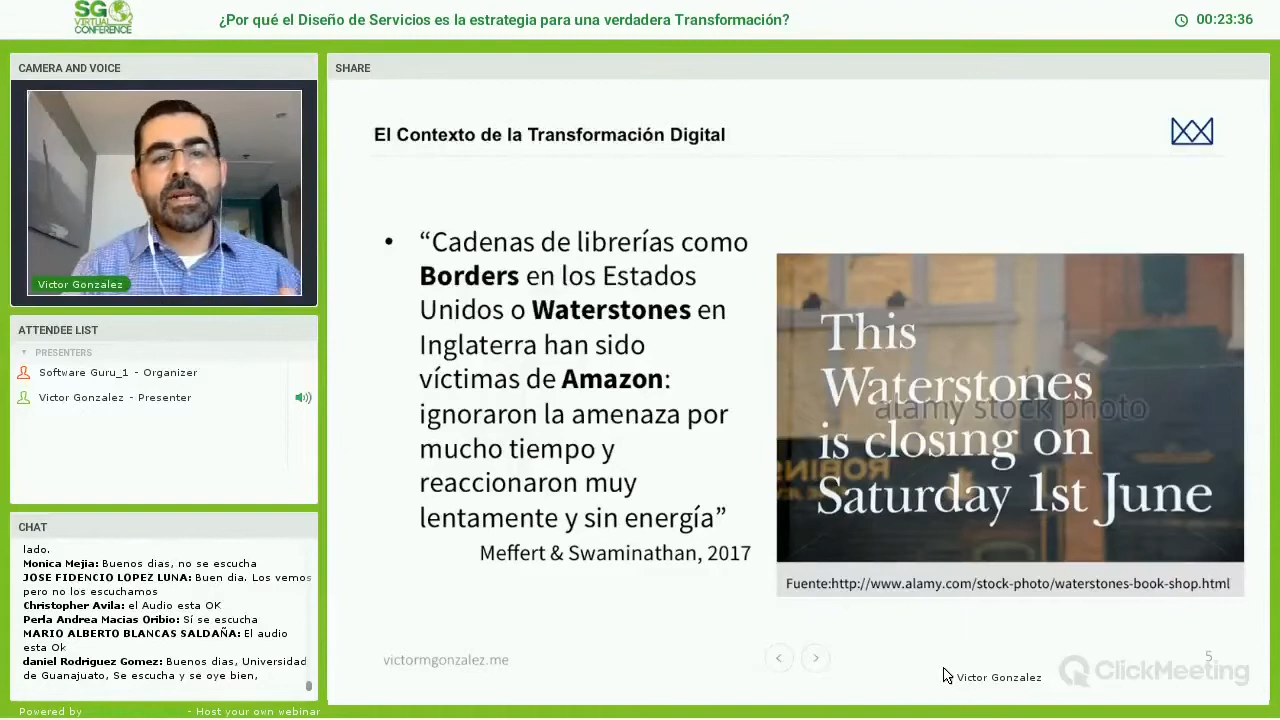 SG
VIRTUAL
CONFERENCE
¿Por qué el Diseño de Servicios es la estrategia para una verdadera Transformación?
00:23:36
CAMERA AND VOICE
Victor Gonzalez
ATTENDEE LIST
PRESENTERS
Software Guru_1 - Organizer
Victor Gonzalez - Presenter
CHAT
lado.
Monica Mejia: Buenos dias, no se escucha
JOSE FIDENCIO LOPEZ LUNA: Buen dia. Los vemos
pero no los escuchamos
Christopher Avila: el Audio esta OK
Perla Andrea Macias Oribio: Sí se escucha
MARIO ALBERTO BLANCAS SALDAÑA: El audio
esta Ok
daniel Rodriguez Gomez: Buenos dias, Universidad
de Guanajuato, Se escucha y se oye bien,
Powered by
- Host your own webinar
SHARE
El Contexto de la Transformación Digital
• “Cadenas de librerías como
Borders en los Estados
Unidos o Waterstones en
Inglaterra han sido
víctimas de Amazon:
ignoraron la amenaza por
mucho tiempo y
reaccionaron muy
lentamente y sin energía”
Meffert & Swaminathan, 2017
This
Waterstones
is closing on
Saturday 1st June
alamy stock photo
ROBINS
Fuente:http://www.alamy.com/stock-photo/waterstones-book-shop.html
victormgonzalez.me
5
Victor Gonzalez
ClickMeeting